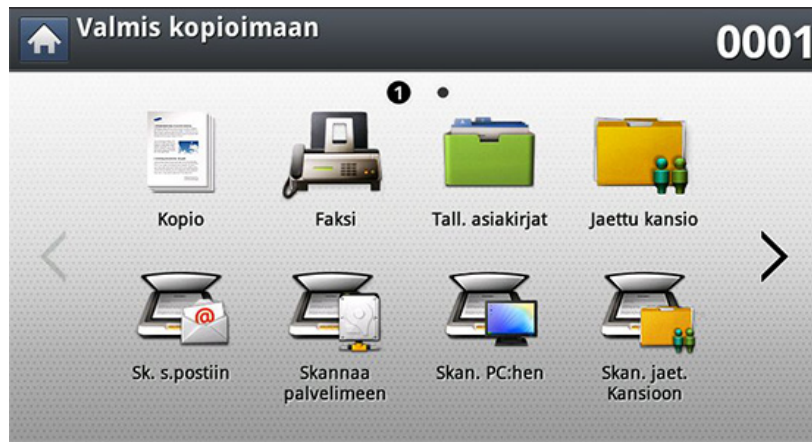 Valmis kopioimaan
0001
1
Kopio
Faksi
Tall. asiakirjat
Jaettu kansio
@
Sk. s.postiin
Skannaa
palvelimeen
Skan. PC:hen
Skan. jaet.
Kansioon